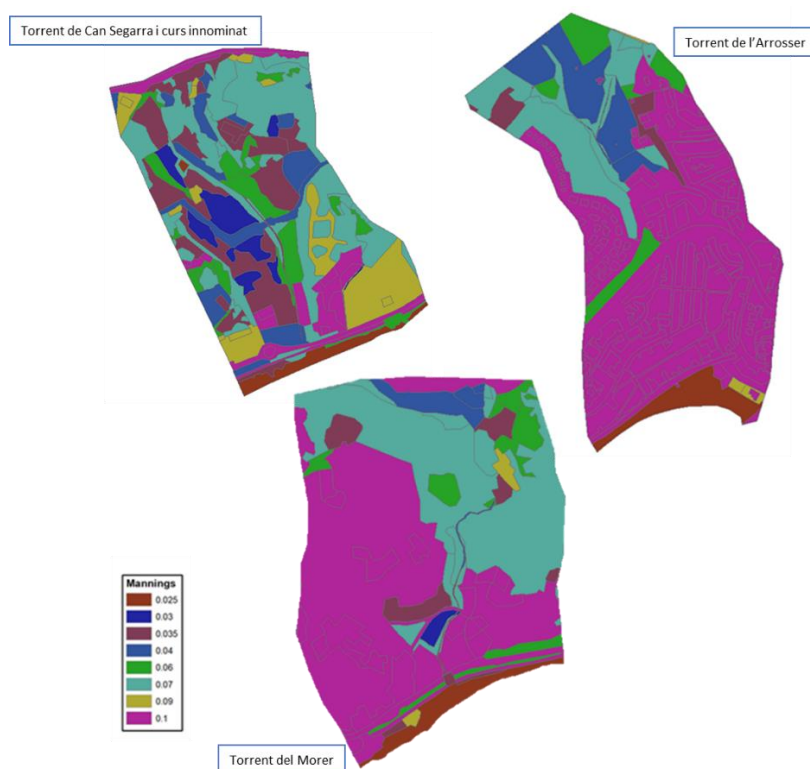 Torrent de Can Segarra i curs innominat
Torrent de l'Arrosser
Mannings
0.025
0.03
0.035
0.04
0.06
0.07
0.09
0.1
Torrent del Morer